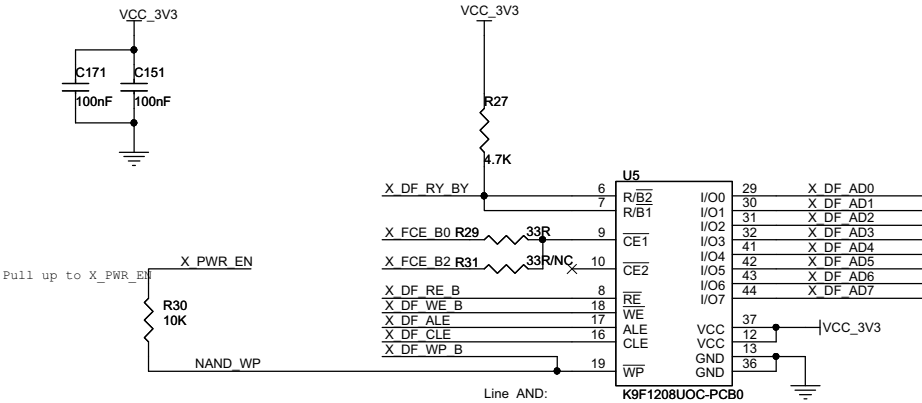 VCC_3V3
VCC_3V3
C171
C151
100nF
100nF
R27
4.7K
U5
X_DF_RY_BY
6
R/B2
7
R/B1
X_FCE_B0
R29
33R
9
CE1
X_FCE_B2
R31
33R/NC
10
CE2
X_DF_RE_B
8
RE
X_DF_WE_B
18
WE
X_DF_ALE
17
ALE
X_DF_CLE
16
CLE
X_DF_WP_B
19
WP
I/O0
29
X_DF_AD0
I/O1
30
X_DF_AD1
I/O2
31
X_DF_AD2
I/O3
32
X_DF_AD3
I/O4
41
X_DF_AD4
I/O5
42
X_DF_AD5
I/O6
43
X_DF_AD6
I/O7
44
X_DF_AD7
VCC
37
VCC_3V3
VCC
12
GND
13
GND
36
Pull up to X_PWR_EN
X_PWR_EN
R30
10K
NAND_WP
Line AND:
K9F1208UOC-PCB0